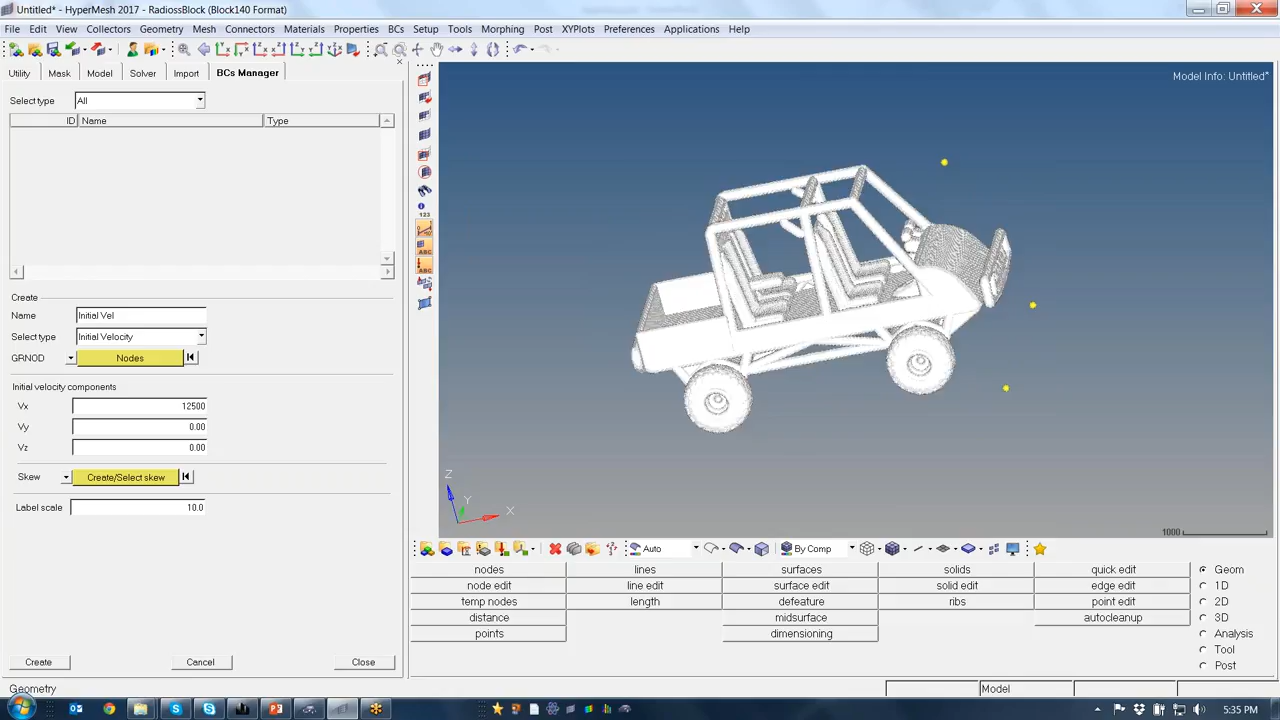 Untitled* - HyperMesh 2017 - RadiossBlock (Block140 Format)
File Edit View Collectors Geometry Mesh Connectors Materials Properties BCs Setup Tools Morphing Post XYPlots Preferences Applications Help
Utility Mask Model Solver Import BCs Manager
Model Info: Untitled*
Select type All
ID Name Type
123
ABC
ABC
Create
Name Initial Vel
Select type Initial Velocity
GRNOD Nodes
Initial velocity components
Vx 12500
Vy 0.00
Vz 0.00
Skew Create/Select skew
Label scale 10.0
Z
Y
X
1000
Auto By Comp
nodes lines surfaces solids quick edit Geom
node edit line edit surface edit solid edit edge edit 1D
temp nodes length defeature ribs point edit 2D
distance midsurface autocleanup 3D
points dimensioning Analysis
Tool
Post
Create Cancel Close
Geometry Model
5:35 PM